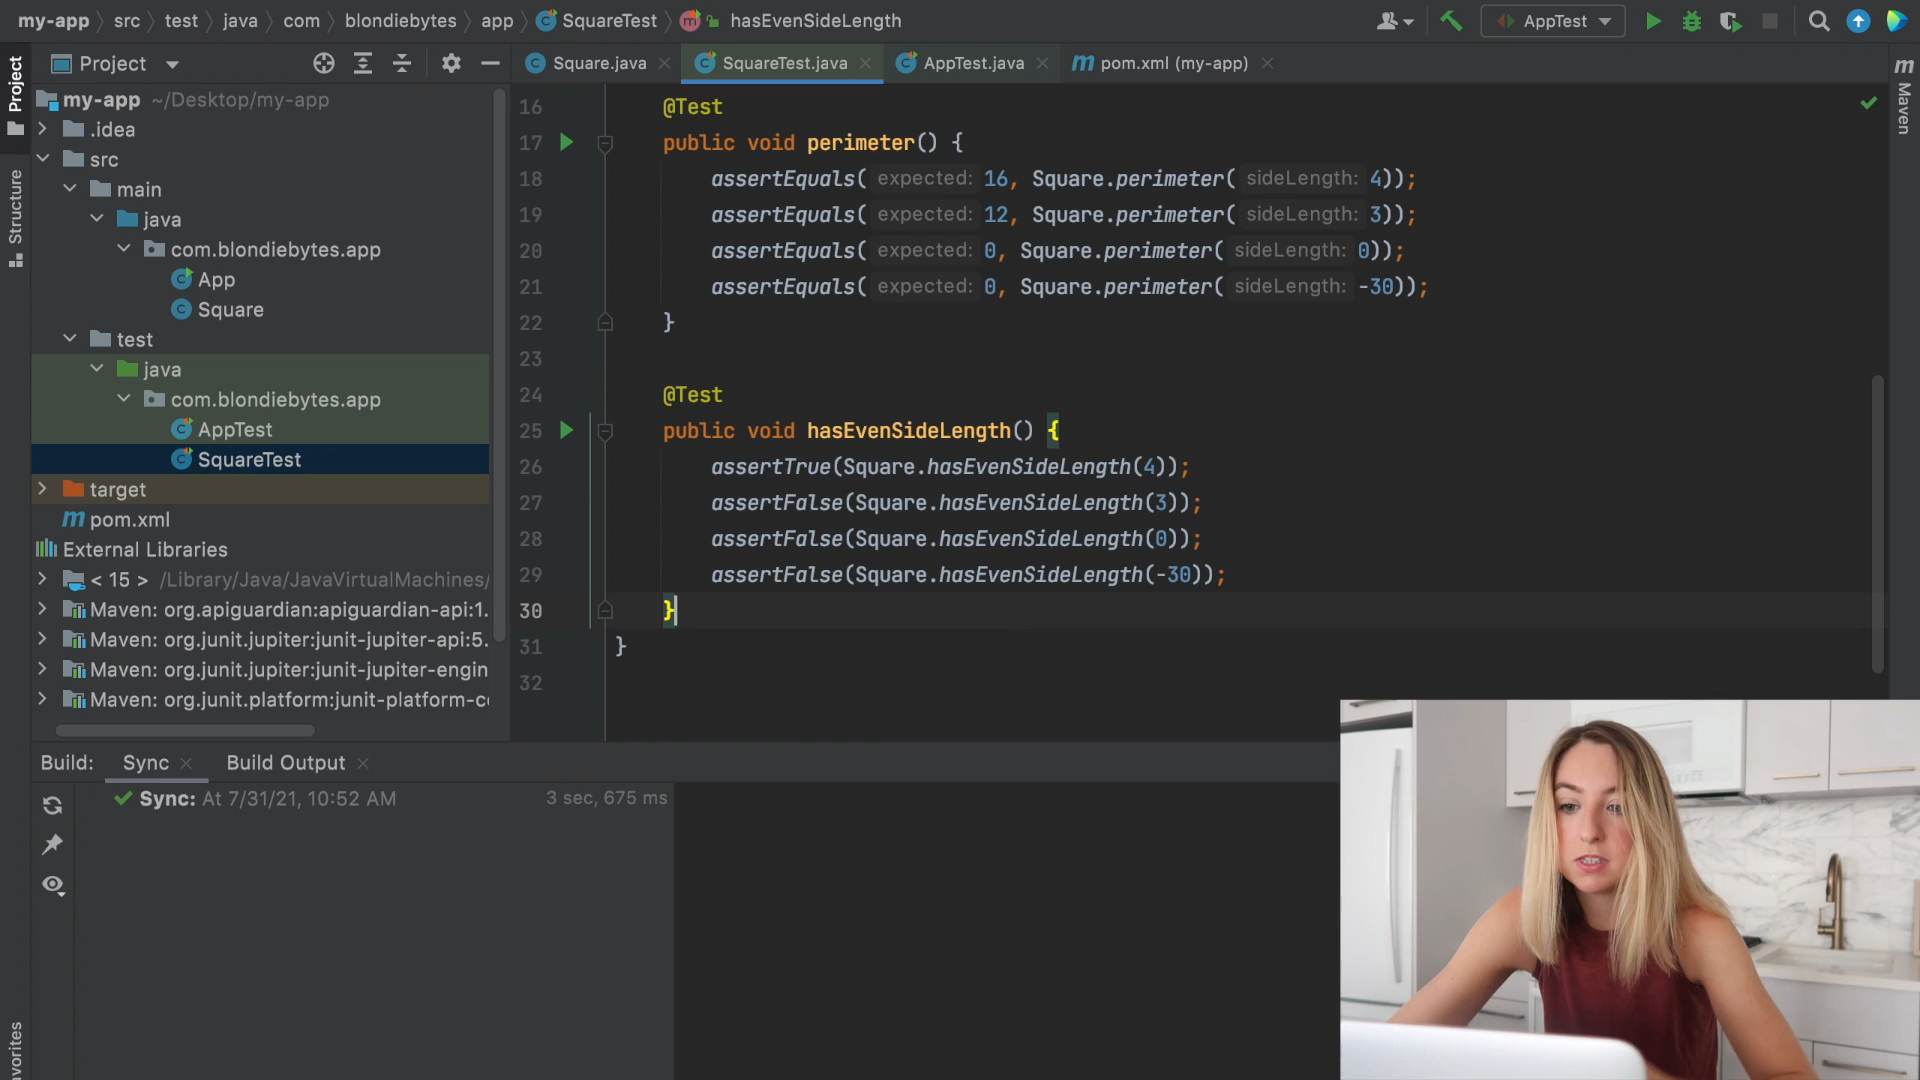 my-app src test java com blondiebytes app SquareTest m hasEvenSideLength AppTest
Project Square.java SquareTest.java AppTest.java m pom.xml (my-app) m
Project
Structure
avorites
Maven
my-app ~/Desktop/my-app
.idea
src
main
java
com.blondiebytes.app
App
Square
test
java
com.blondiebytes.app
AppTest
SquareTest
target
m pom.xml
External Libraries
< 15 > /Library/Java/JavaVirtualMachines/
Maven: org.apiguardian:apiguardian-api:1.
Maven: org.junit.jupiter:junit-jupiter-api:5.
Maven: org.junit.jupiter:junit-jupiter-engin
Maven: org.junit.platform:junit-platform-c
16 @Test
17 public void perimeter() {
18 assertEquals( expected: 16, Square.perimeter( sideLength: 4));
19 assertEquals( expected: 12, Square.perimeter( sideLength: 3));
20 assertEquals( expected: 0, Square.perimeter( sideLength: 0));
21 assertEquals( expected: 0, Square.perimeter( sideLength: -30));
22 }
23
24 @Test
25 public void hasEvenSideLength() {
26 assertTrue(Square.hasEvenSideLength(4));
27 assertFalse(Square.hasEvenSideLength(3));
28 assertFalse(Square.hasEvenSideLength(0));
29 assertFalse(Square.hasEvenSideLength(-30));
30 }
31 }
32
Build: Sync Build Output
Sync: At 7/31/21, 10:52 AM 3 sec, 675 ms